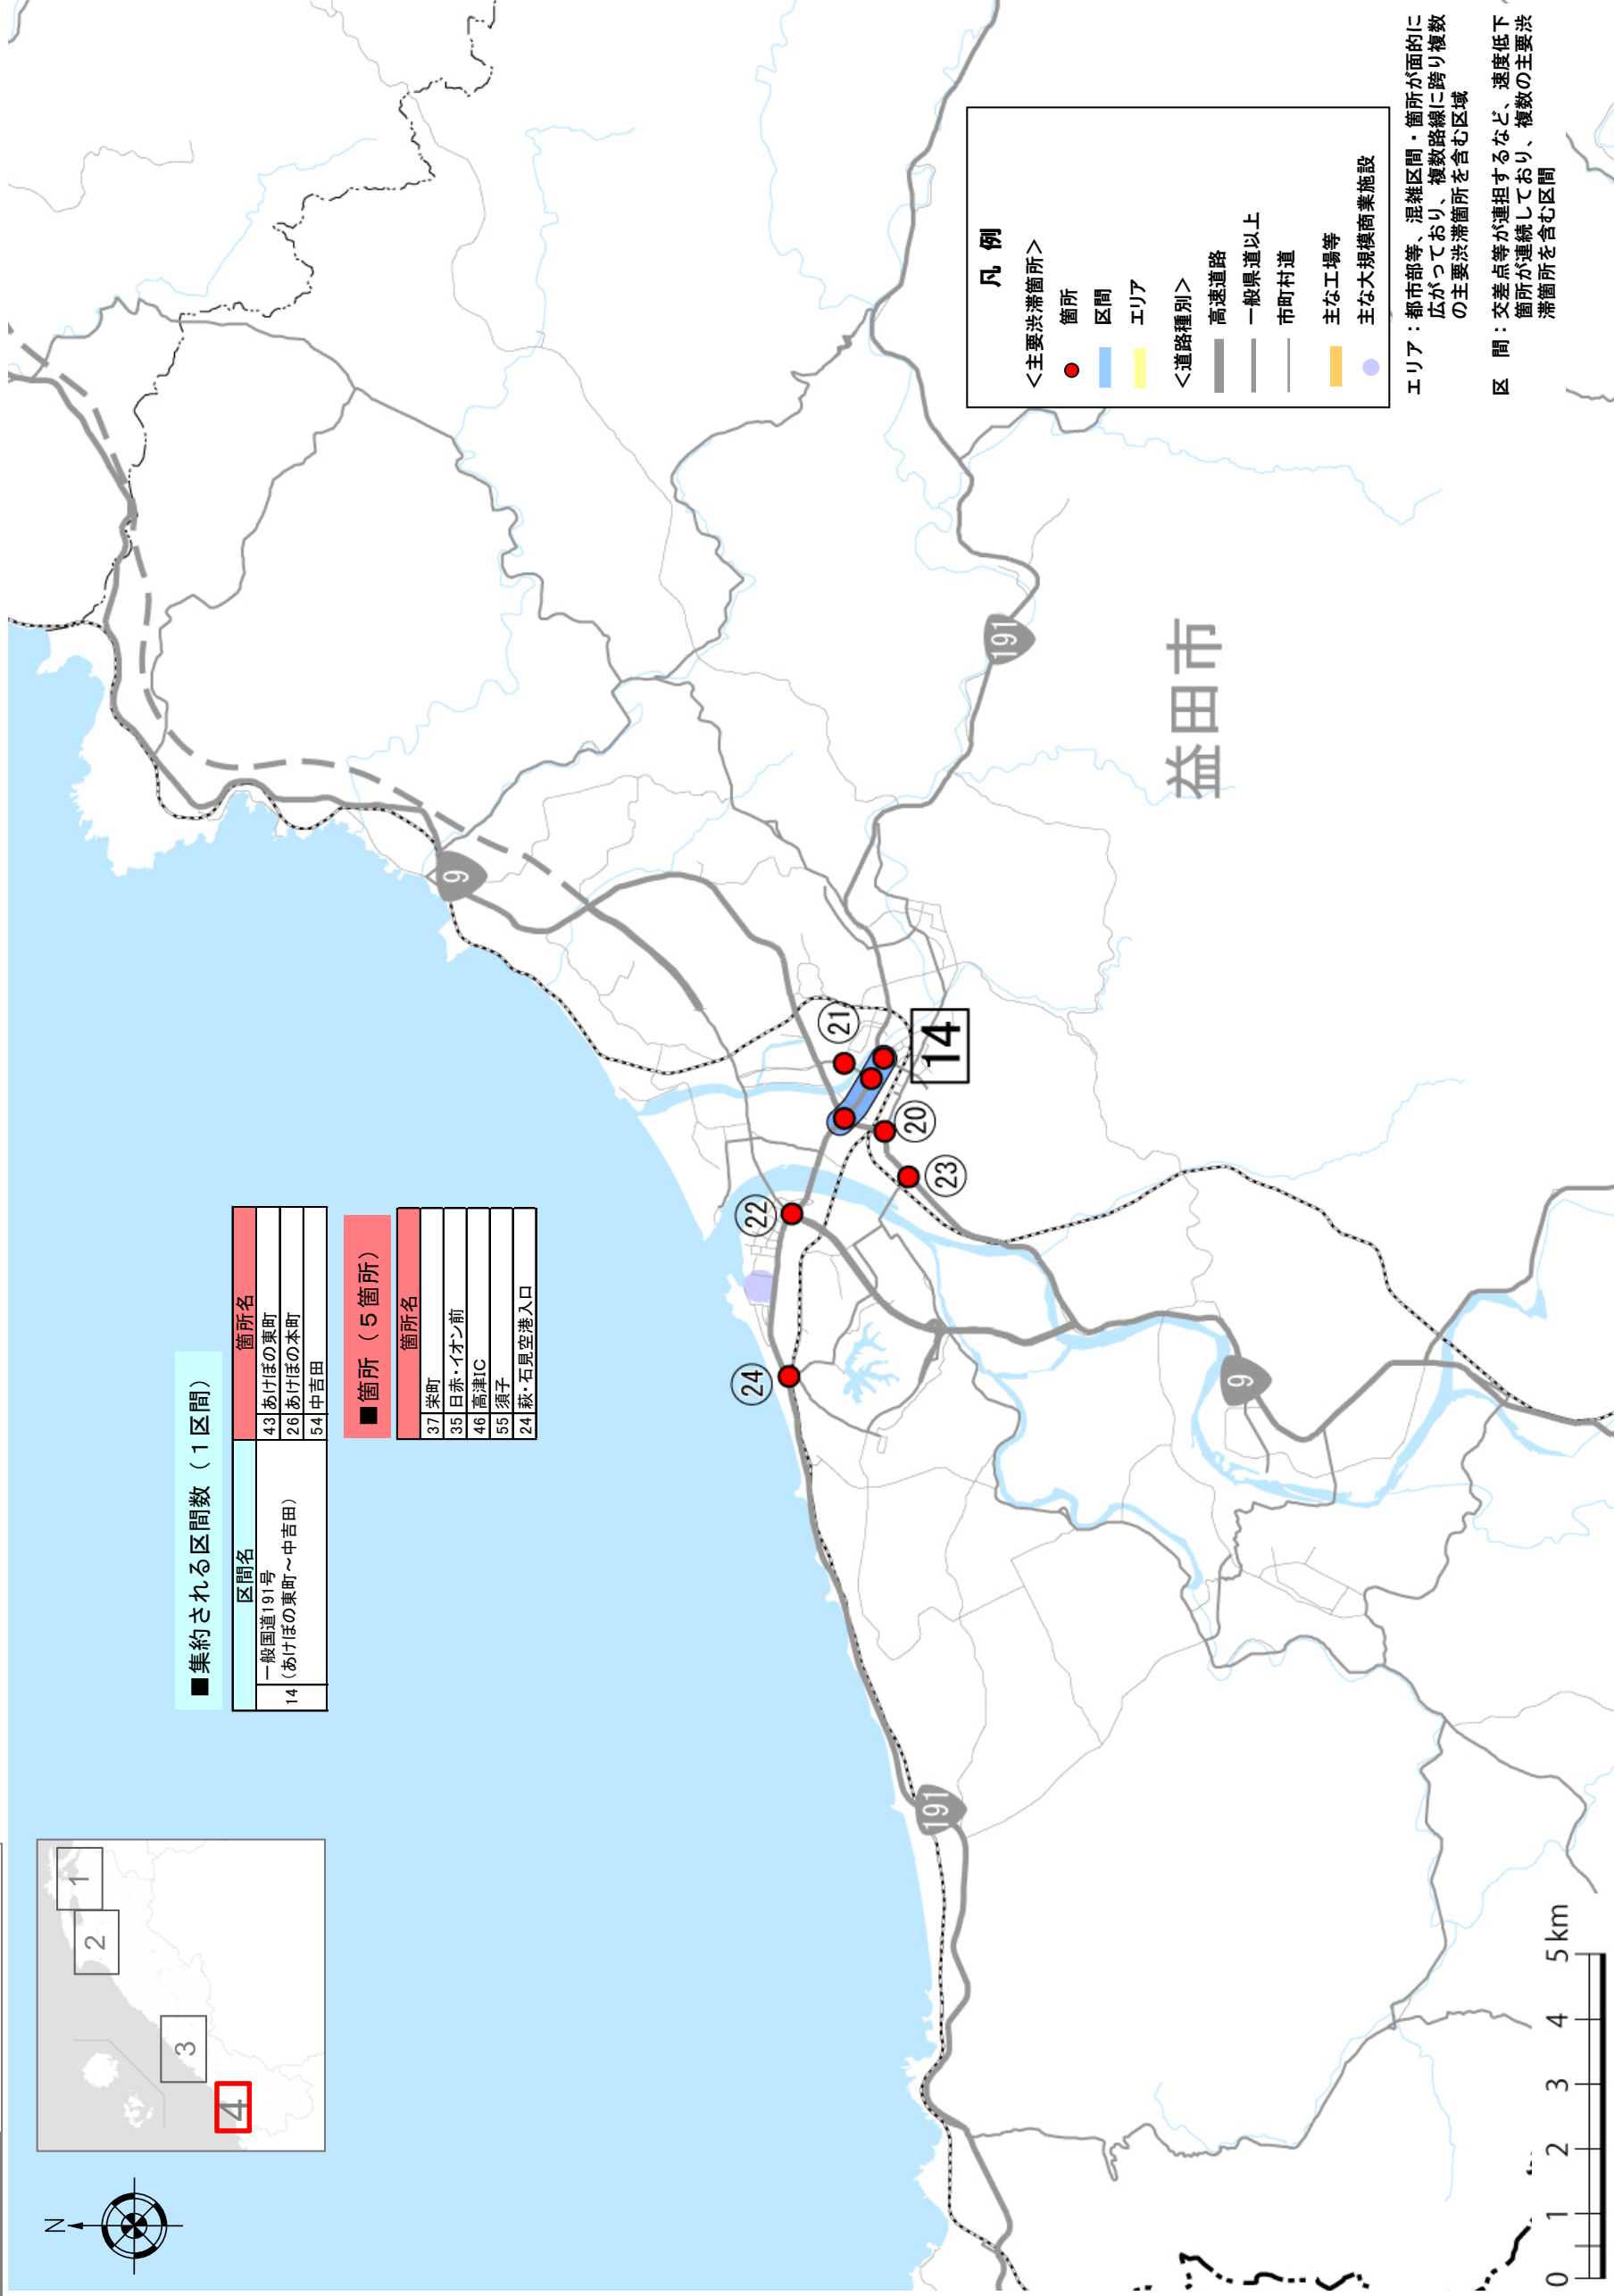 N
1
2
3
4
■集約される区間数（１区間）
区間名 箇所名
14 一般国道191号
（あけぼの東町～中吉田）
43 あけぼの東町
26 あけぼの本町
54 中吉田
■箇所（５箇所）
箇所名
37 栄町
35 日赤・イオン前
46 高津IC
55 須子
24 萩・石見空港入口
9
191
191
9
益田市
14
20
21
22
23
24
凡 例
＜主要渋滞箇所＞
箇所
区間
エリア
＜道路種別＞
高速道路
一般県道以上
市町村道
主な工場等
主な大規模商業施設
エリア：都市部等、混雑区間・箇所が面的に
広がっており、複数路線に跨り複数
の主要渋滞箇所を含む区域
区　間：交差点等が連担するなど、速度低下
箇所が連続しており、複数の主要渋
滞箇所を含む区間
0 1 2 3 4 5km